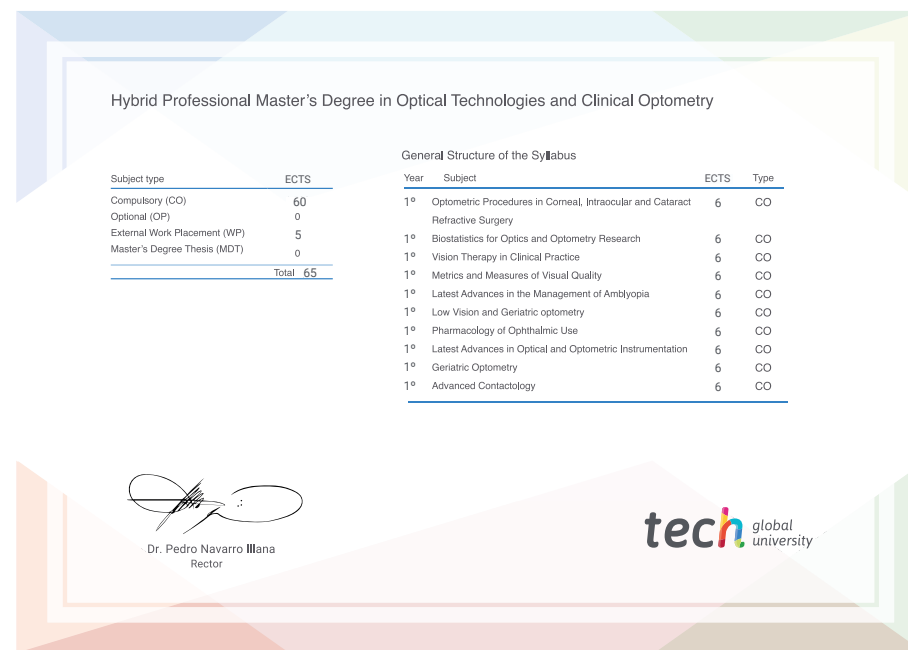 Hybrid Professional Master's Degree in Optical Technologies and Clinical Optometry
Subject type ECTS
Compulsory (CO) 60
Optional (OP) 0
External Work Placement (WP) 5
Master's Degree Thesis (MDT) 0
Total 65
General Structure of the Syllabus
Year Subject ECTS Type
1º Optometric Procedures in Corneal, Intraocular and Cataract 6 CO
Refractive Surgery
1º Biostatistics for Optics and Optometry Research 6 CO
1º Vision Therapy in Clinical Practice 6 CO
1º Metrics and Measures of Visual Quality 6 CO
1º Latest Advances in the Management of Amblyopia 6 CO
1º Low Vision and Geriatric optometry 6 CO
1º Pharmacology of Ophthalmic Use 6 CO
1º Latest Advances in Optical and Optometric Instrumentation 6 CO
1º Geriatric Optometry 6 CO
1º Advanced Contactology 6 CO
Dr. Pedro Navarro Illana
Rector
tech global
university